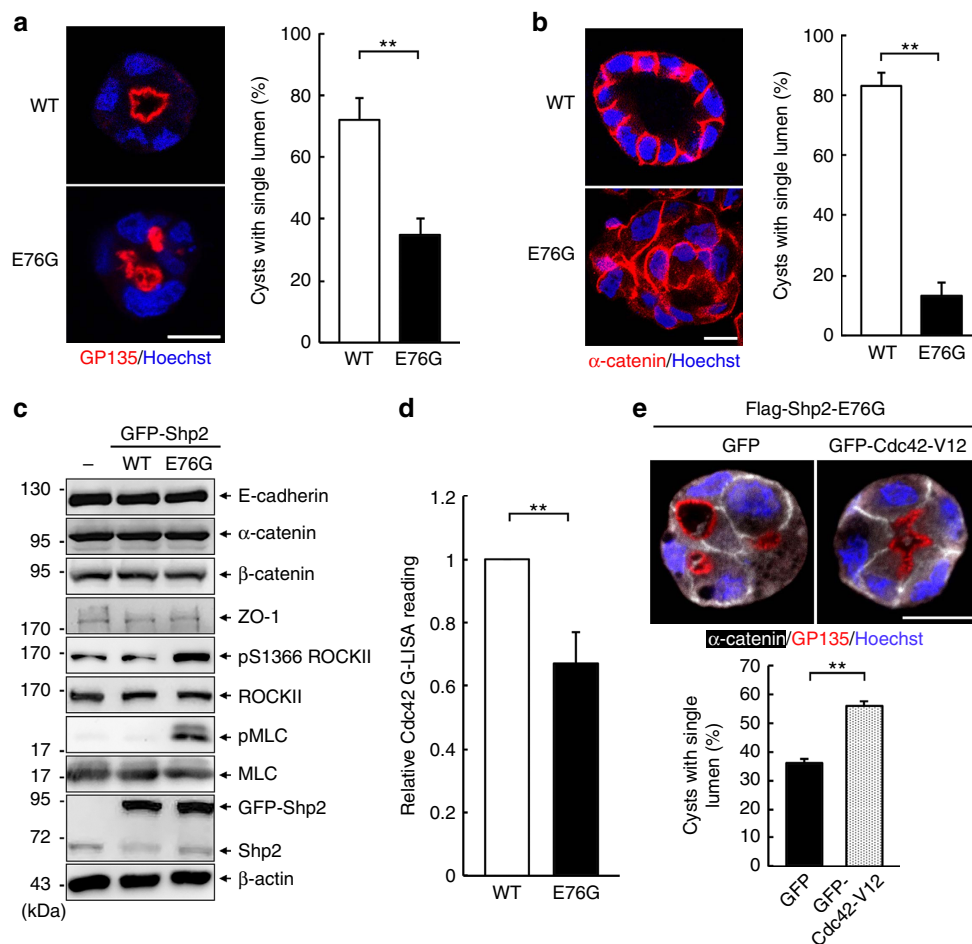 a
WT
E76G
GP135/Hoechst
Cysts with single lumen (%)
100
80
60
40
20
0
**
WT E76G
b
WT
E76G
α-catenin/Hoechst
Cysts with single lumen (%)
100
80
60
40
20
0
**
WT E76G
c
GFP-Shp2
– WT E76G
130 E-cadherin
95 α-catenin
95 β-catenin
170 ZO-1
170 pS1366 ROCKII
170 ROCKII
17 pMLC
17 MLC
95 GFP-Shp2
72 Shp2
43 β-actin
(kDa)
d
Relative Cdc42 G-LISA reading
1
0.8
0.6
0.4
0.2
0
**
WT E76G
e
Flag-Shp2-E76G
GFP GFP-Cdc42-V12
α-catenin/GP135/Hoechst
Cysts with single
lumen (%)
70
60
50
40
30
20
10
0
**
GFP
GFP-
Cdc42-V12